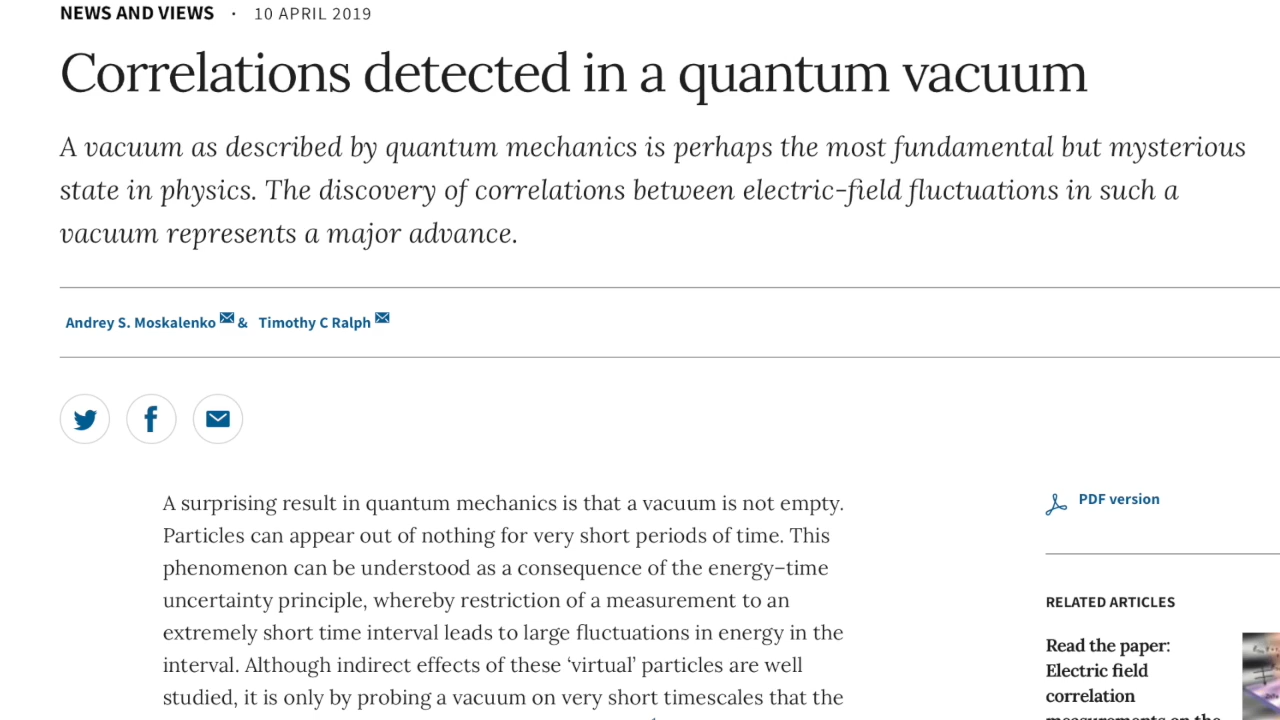 NEWS AND VIEWS · 10 APRIL 2019
Correlations detected in a quantum vacuum
A vacuum as described by quantum mechanics is perhaps the most fundamental but mysterious
state in physics. The discovery of correlations between electric-field fluctuations in such a
vacuum represents a major advance.
Andrey S. Moskalenko & Timothy C Ralph
A surprising result in quantum mechanics is that a vacuum is not empty.
Particles can appear out of nothing for very short periods of time. This
phenomenon can be understood as a consequence of the energy–time
uncertainty principle, whereby restriction of a measurement to an
extremely short time interval leads to large fluctuations in energy in the
interval. Although indirect effects of these ‘virtual’ particles are well
studied, it is only by probing a vacuum on very short timescales that the
PDF version
RELATED ARTICLES
Read the paper:
Electric field
correlation
measurements on the